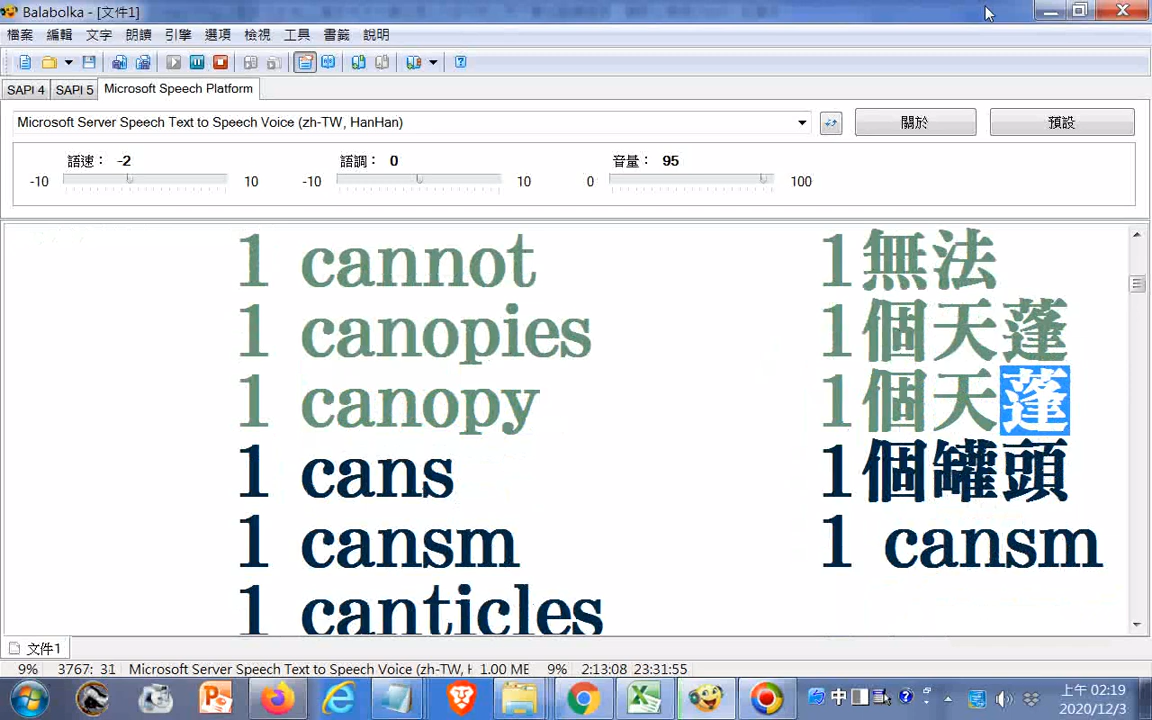 Balabolka - [文件1]
檔案 編輯 文字 朗讀 引擎 選項 檢視 工具 書籤 說明
SAPI 4 SAPI 5 Microsoft Speech Platform
Microsoft Server Speech Text to Speech Voice (zh-TW, HanHan) 關於 預設
語速： -2 語調： 0 音量： 95
-10 10 -10 10 0 100
1 cannot 1無法
1 canopies 1個天蓬
1 canopy 1個天蓬
1 cans 1個罐頭
1 cansm 1 cansm
1 canticles
文件1
9% 3767: 31 Microsoft Server Speech Text to Speech Voice (zh-TW, H 1.00 ME 9% 2:13:08 23:31:55
中 上午 02:19
2020/12/3